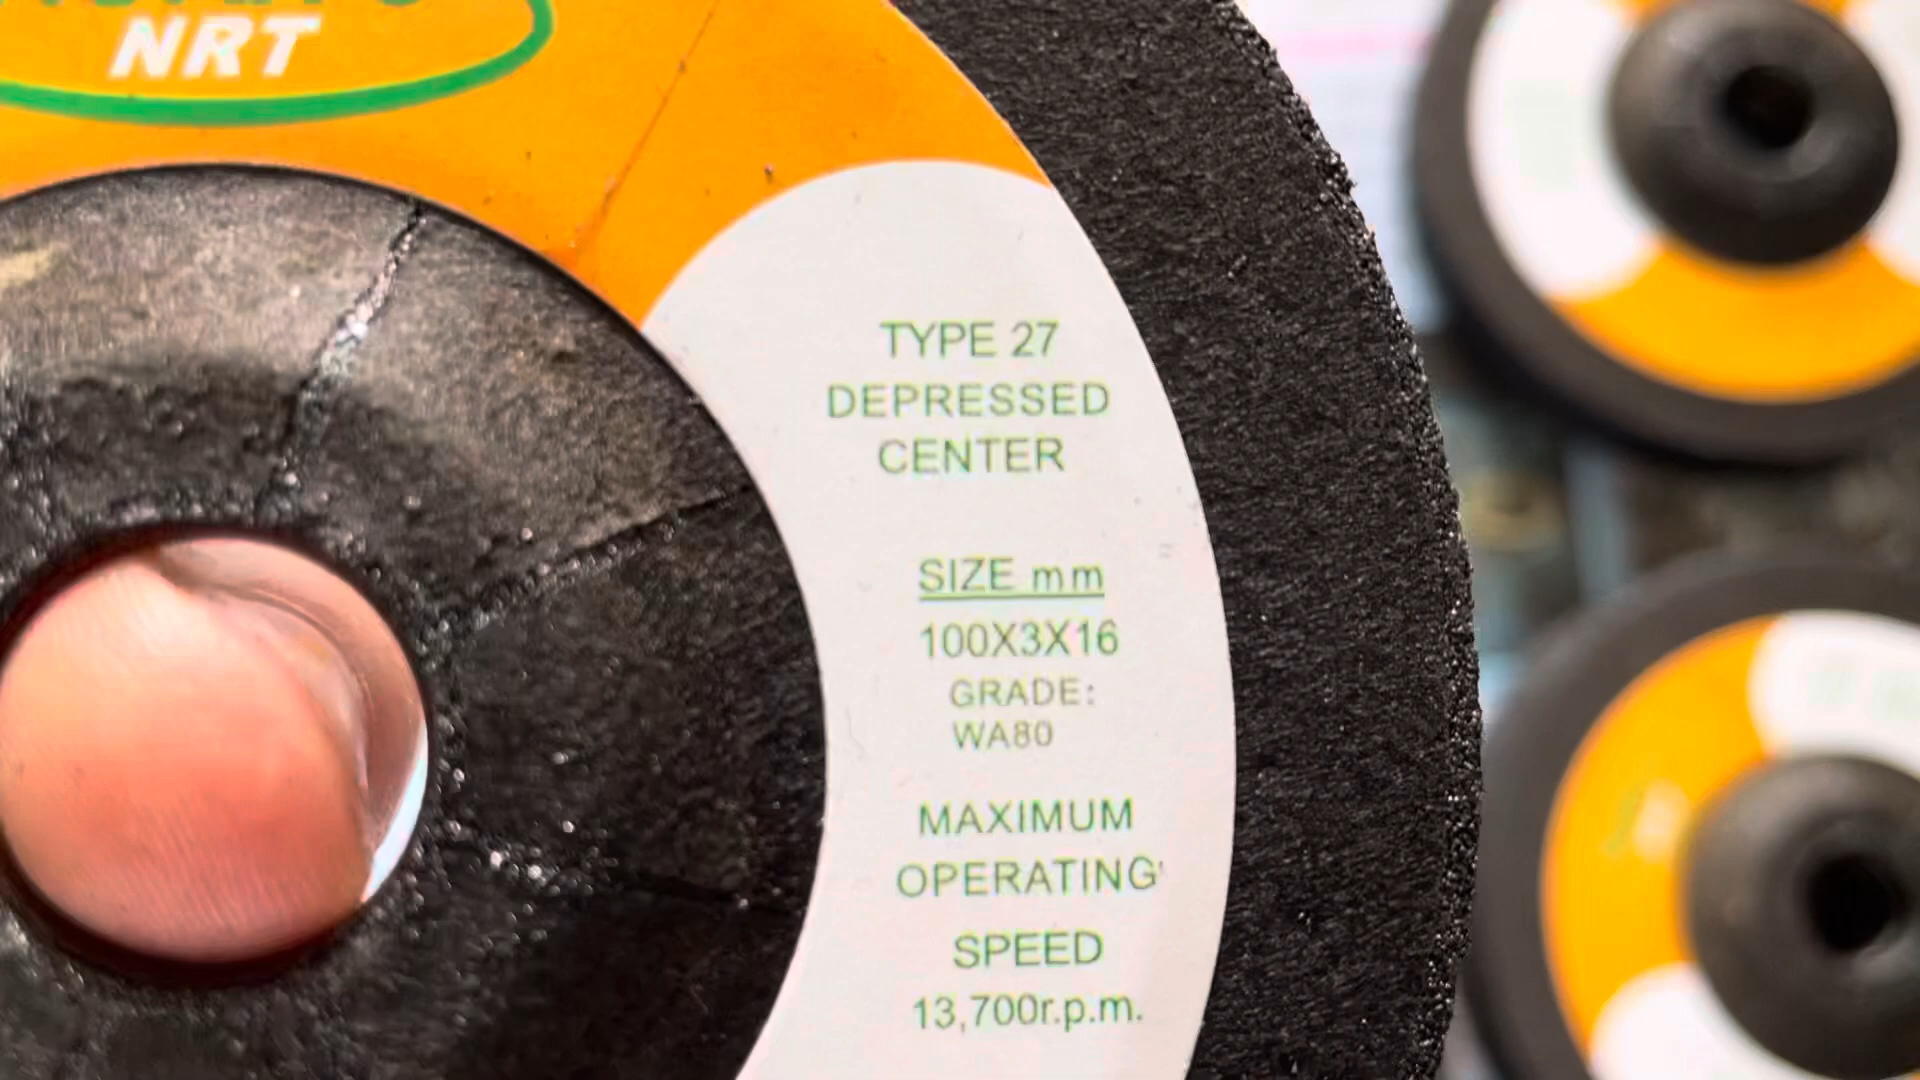 NRT
TYPE 27
DEPRESSED
CENTER
SIZE mm
100X3X16
GRADE:
WA80
MAXIMUM
OPERATING
SPEED
13,700r.p.m.